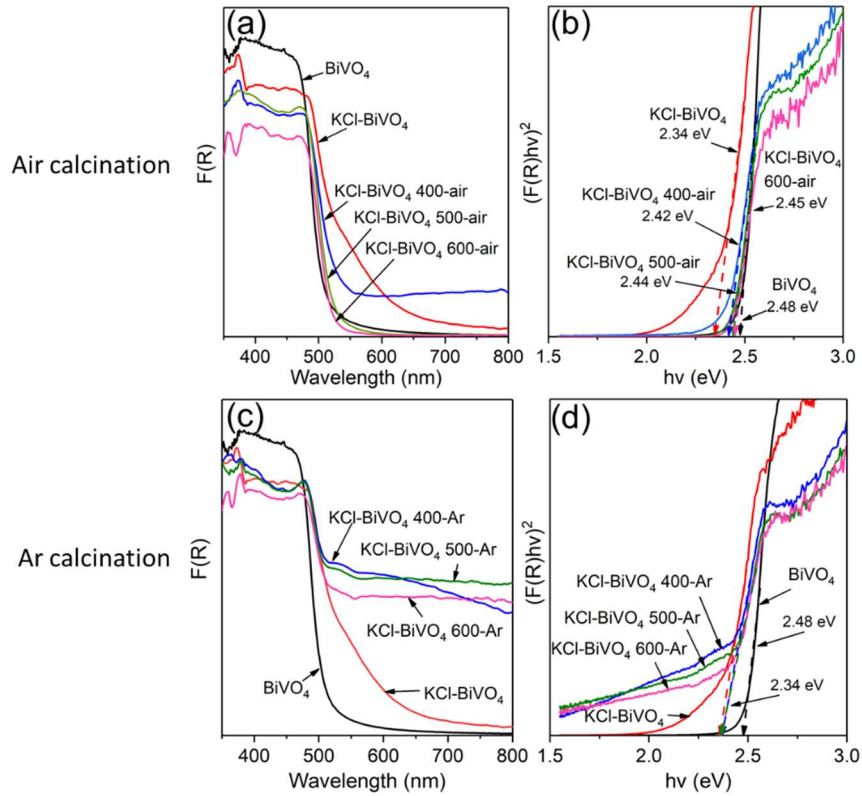 Air calcination
(a)
BiVO₄
KCl-BiVO₄
KCl-BiVO₄ 400-air
KCl-BiVO₄ 500-air
KCl-BiVO₄ 600-air
F(R)
400 500 600 700 800
Wavelength (nm)
(b)
KCl-BiVO₄
2.34 eV
KCl-BiVO₄ 400-air
2.42 eV
KCl-BiVO₄
600-air
2.45 eV
KCl-BiVO₄ 500-air
2.44 eV
BiVO₄
2.48 eV
(F(R)hv)²
1.5 2.0 2.5 3.0
hv (eV)
Ar calcination
(c)
KCl-BiVO₄ 400-Ar
KCl-BiVO₄ 500-Ar
KCl-BiVO₄ 600-Ar
BiVO₄
KCl-BiVO₄
F(R)
400 500 600 700 800
Wavelength (nm)
(d)
KCl-BiVO₄ 400-Ar
KCl-BiVO₄ 500-Ar
KCl-BiVO₄ 600-Ar
KCl-BiVO₄
BiVO₄
2.48 eV
2.34 eV
(F(R)hv)²
1.5 2.0 2.5 3.0
hv (eV)